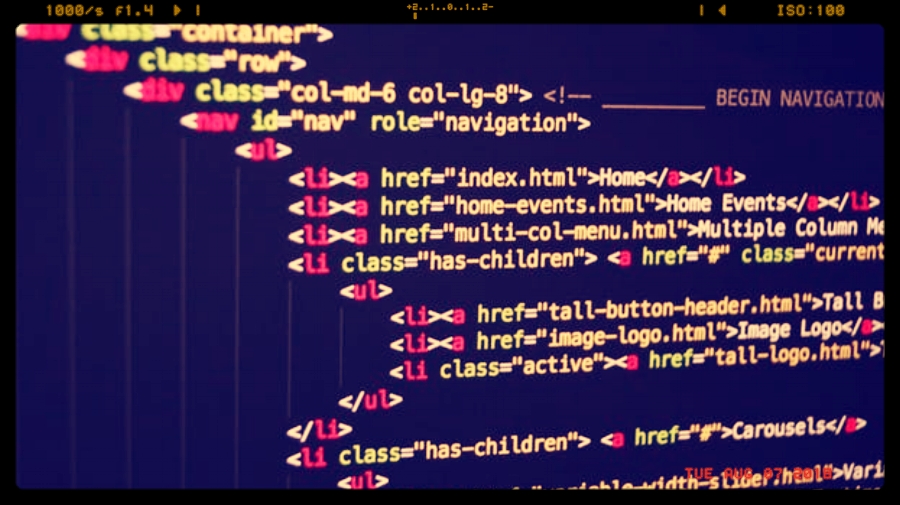 1000/s F1.4
+2..1..0..1..2-
ISO:100
<div class="container">
<div class="row">
<div class="col-md-6 col-lg-8"> <!-- __________ BEGIN NAVIGATION
<nav id="nav" role="navigation">
<ul>
<li><a href="index.html">Home</a></li>
<li><a href="home-events.html">Home Events</a></li>
<li><a href="multi-col-menu.html">Multiple Column Me
<li class="has-children"> <a href="#" class="current
<ul>
<li><a href="tall-button-header.html">Tall B
<li><a href="image-logo.html">Image Logo</a>
<li class="active"><a href="tall-logo.html">
</ul>
</li>
<li class="has-children"> <a href="#">Carousels</a>
<ul>
variable-width-slider.html">Vari
TUE AUG 07